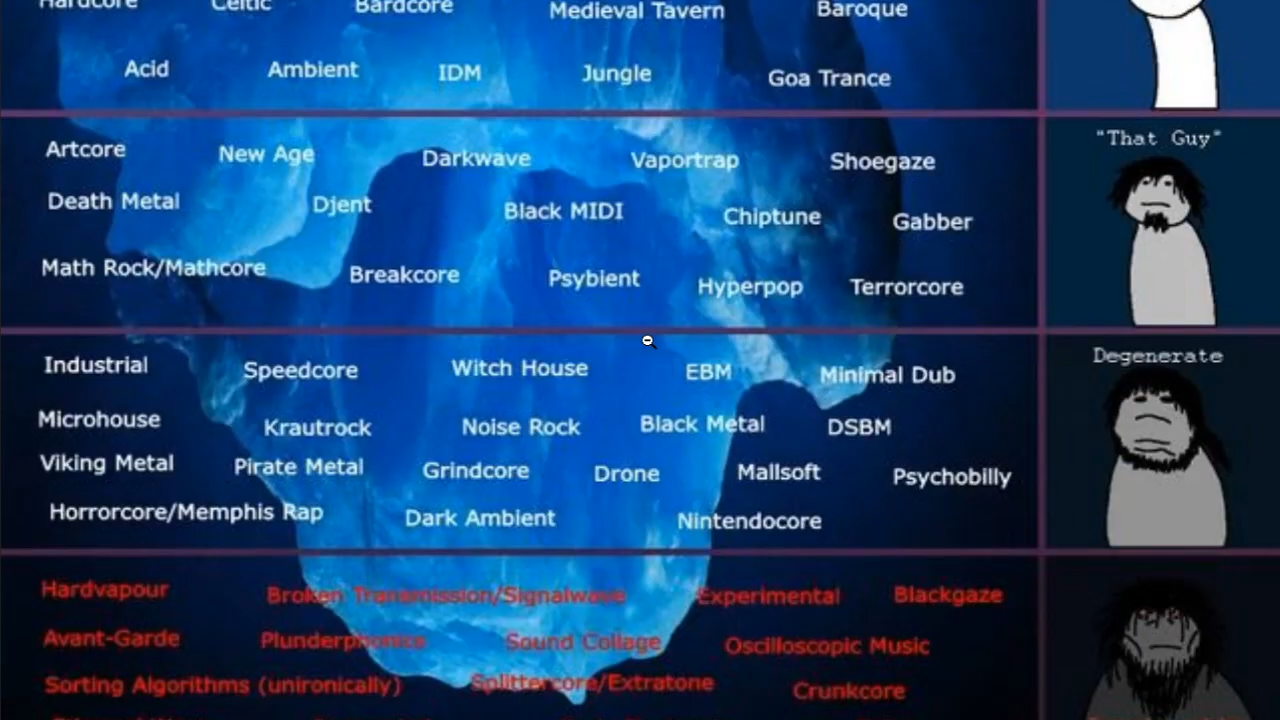 Hardcore Celtic Bardcore Medieval Tavern Baroque
Acid Ambient IDM Jungle Goa Trance
"That Guy"
Artcore New Age Darkwave Vaportrap Shoegaze
Death Metal Djent Black MIDI Chiptune Gabber
Math Rock/Mathcore Breakcore Psybient Hyperpop Terrorcore
Degenerate
Industrial Speedcore Witch House EBM Minimal Dub
Microhouse Krautrock Noise Rock Black Metal DSBM
Viking Metal Pirate Metal Grindcore Drone Mallsoft Psychobilly
Horrorcore/Memphis Rap Dark Ambient Nintendocore
Hardvapour Broken Transmission/Signalwave Experimental Blackgaze
Avant-Garde Plunderphonics Sound Collage Oscilloscopic Music
Sorting Algorithms (unironically) Splittercore/Extratone Crunkcore